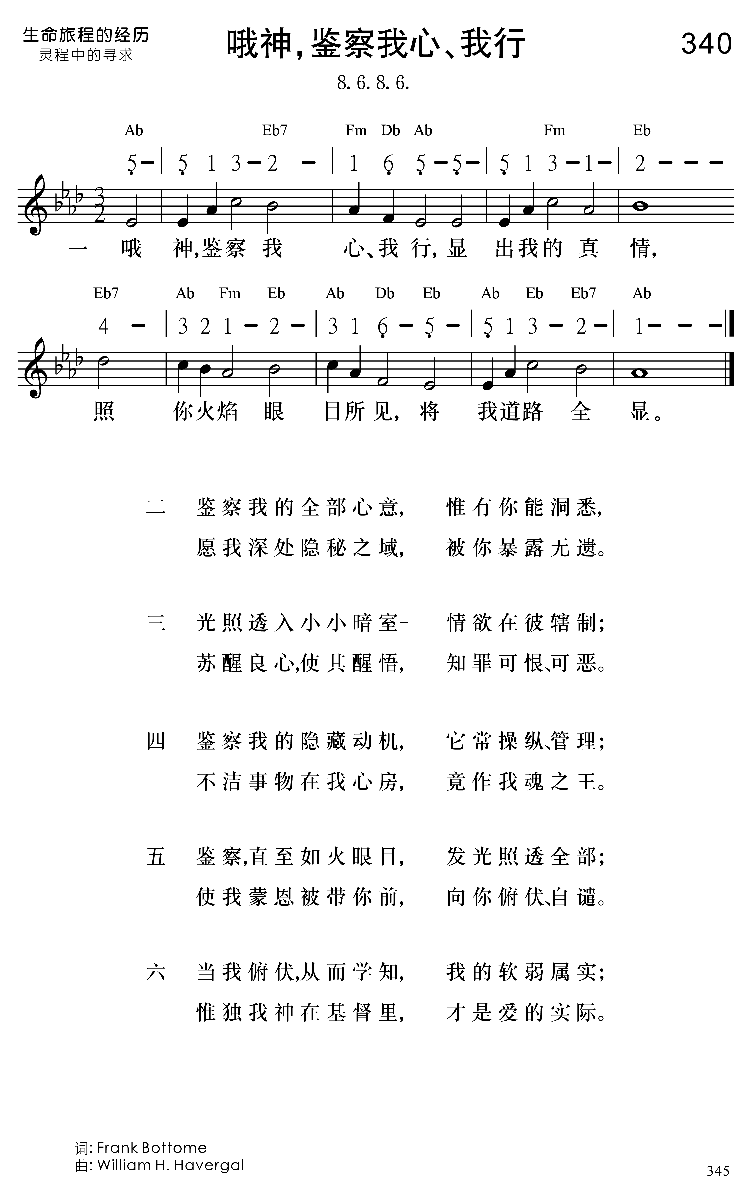 生命旅程的经历
灵程中的寻求
哦神,鉴察我心、我行
340
8. 6. 8. 6.
Ab Eb7 Fm Db Ab Fm Eb
5 – | 5 1 3 – 2 – | 1 6 5 – 5 – | 5 1 3 – 1 – | 2 – – –
3
2
一 哦 神,鉴察 我 心、我 行, 显 出我的 真 情,
Eb7 Ab Fm Eb Ab Db Eb Ab Eb Eb7 Ab
4 – | 3 2 1 – 2 – | 3 1 6 – 5 – | 5 1 3 – 2 – | 1 – – –
照 你火焰 眼 目所 见, 将 我道路 全 显。
二 鉴察我的全部心意, 惟有你能洞悉,
愿我深处隐秘之域, 被你暴露无遗。
三 光照透入小小暗室- 情欲在彼辖制;
苏醒良心,使其醒悟, 知罪可恨、可恶。
四 鉴察我的隐藏动机, 它常操纵、管理;
不洁事物在我心房, 竟作我魂之王。
五 鉴察,直至如火眼目, 发光照透全部;
使我蒙恩被带你前, 向你俯伏、自谴。
六 当我俯伏,从而学知, 我的软弱属实;
惟独我神在基督里, 才是爱的实际。
词: Frank Bottome
曲: William H. Havergal
345